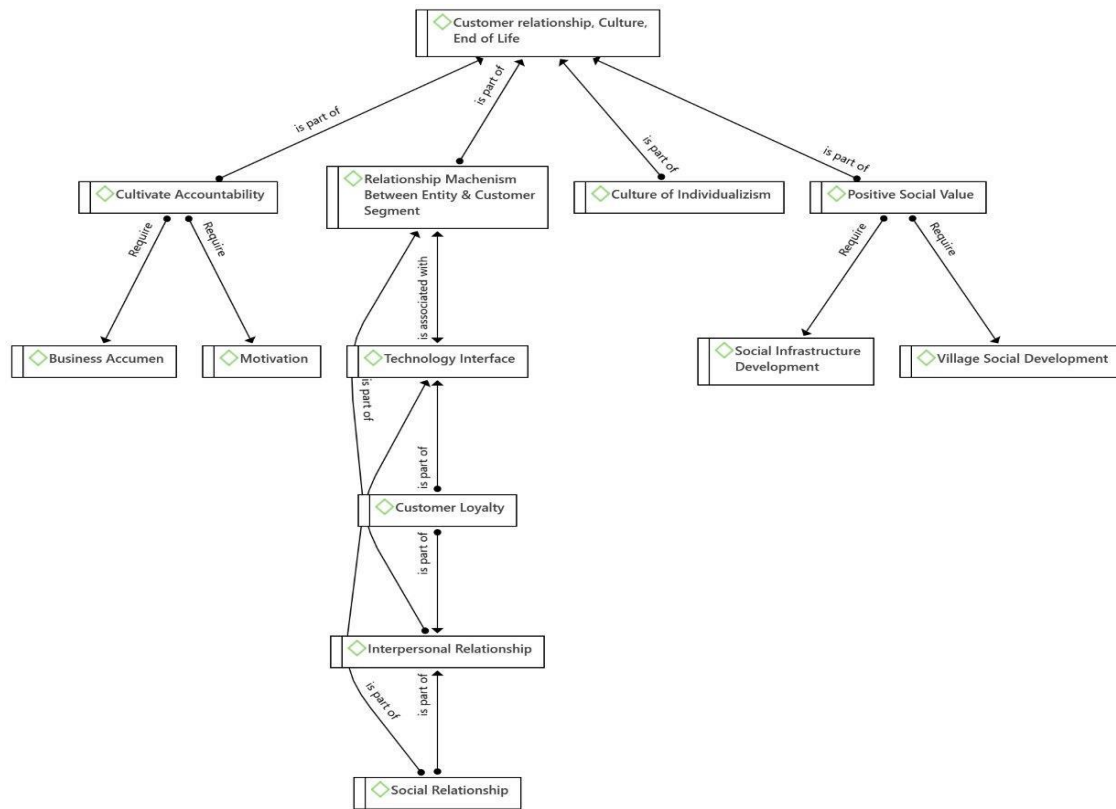 Customer relationship, Culture,
End of Life
is part of
is part of
is part of
is part of
Cultivate Accountability
Relationship Machenism
Between Entity & Customer
Segment
Culture of Individualizism
Positive Social Value
Require
Require
is associated with
Require
Require
Business Accumen
Motivation
Technology Interface
Social Infrastructure
Development
Village Social Development
is part of
is part of
Customer Loyalty
is part of
Interpersonal Relationship
is part of
is part of
Social Relationship